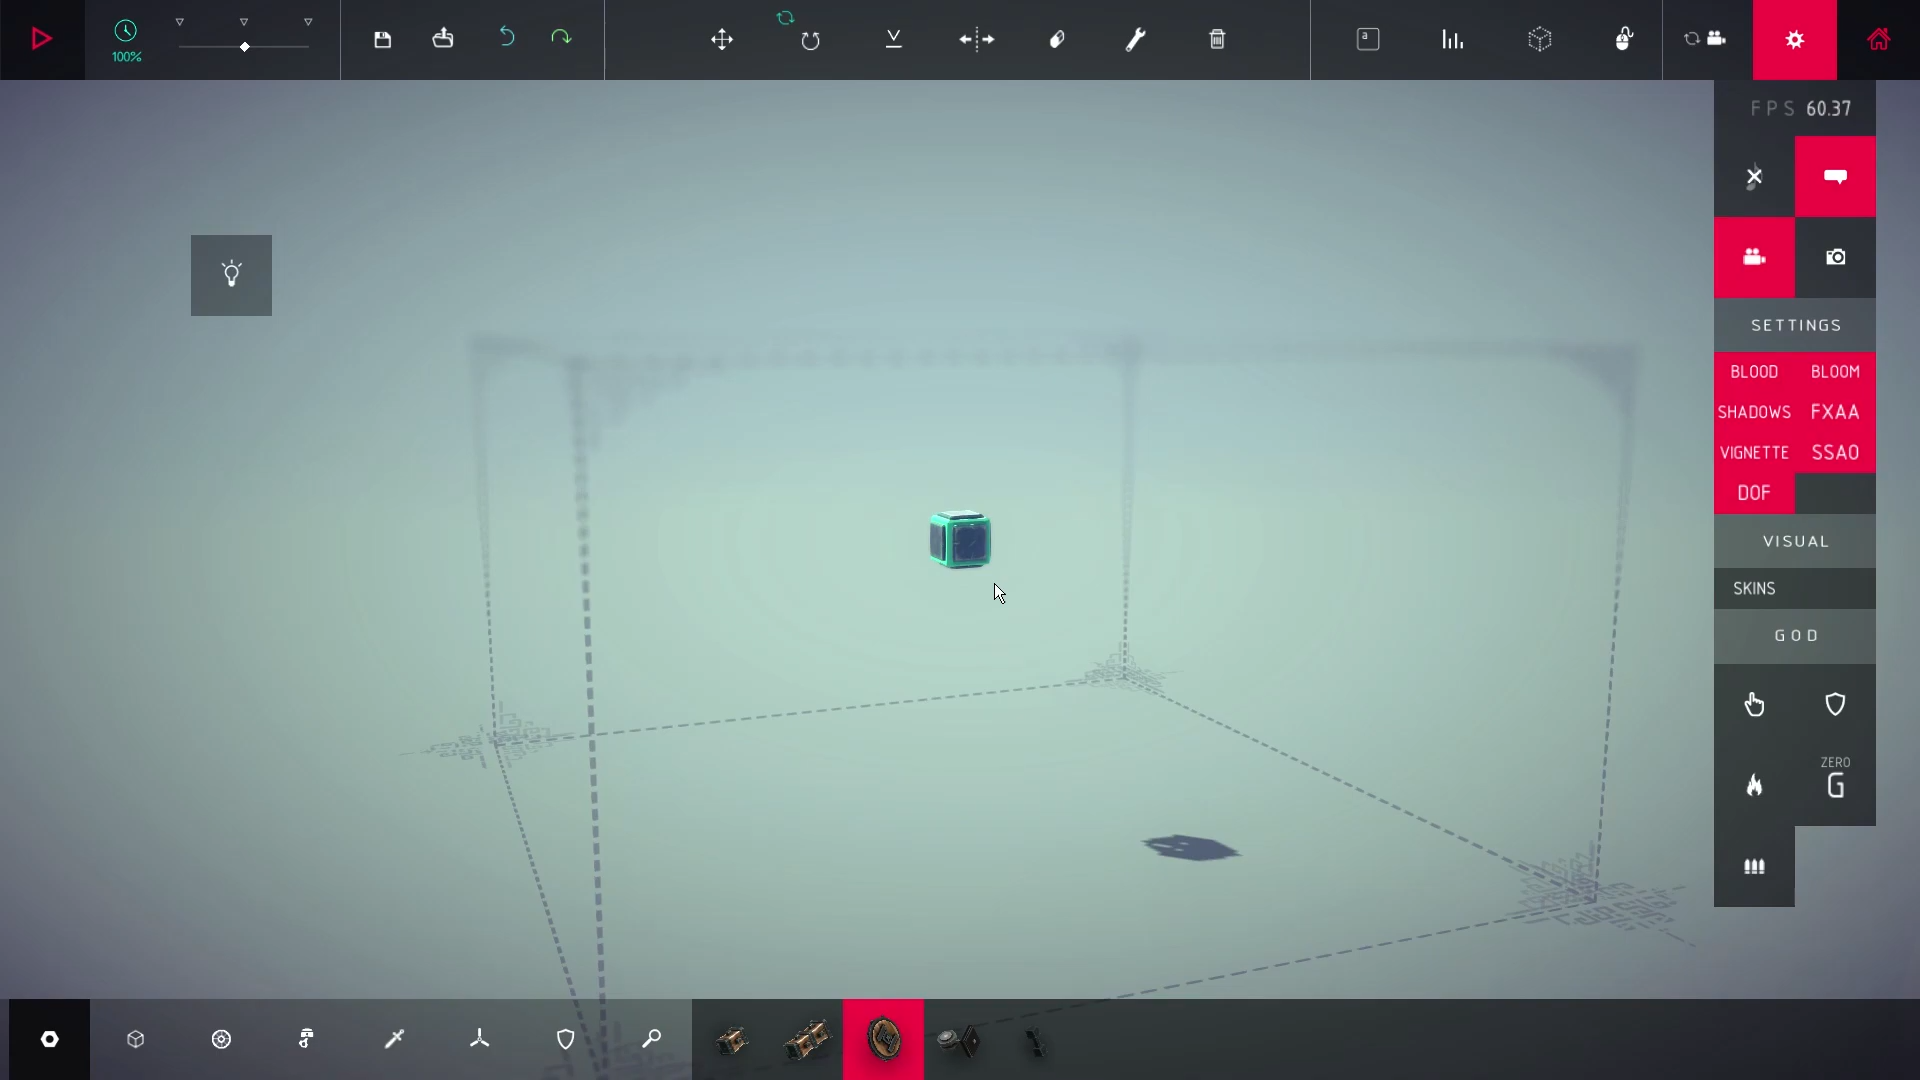 100%
a
FPS 60.37
SETTINGS
BLOOD BLOOM
SHADOWS FXAA
VIGNETTE SSAO
DOF
VISUAL
SKINS
GOD
ZERO
G